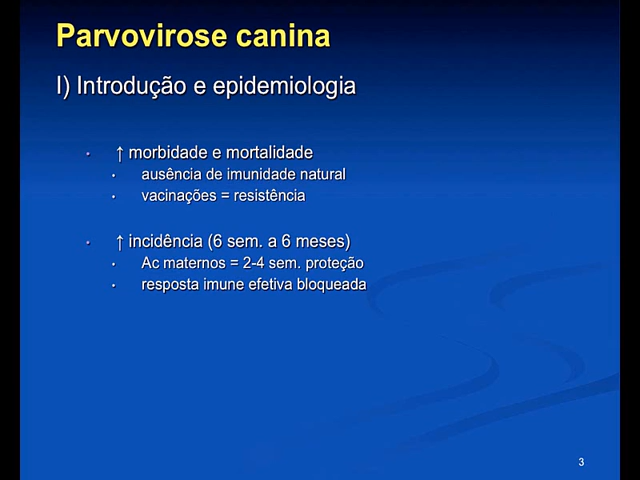 Parvovirose canina
I) Introdução e epidemiologia
• ↑ morbidade e mortalidade
• ausência de imunidade natural
• vacinações = resistência
• ↑ incidência (6 sem. a 6 meses)
• Ac maternos = 2-4 sem. proteção
• resposta imune efetiva bloqueada
3